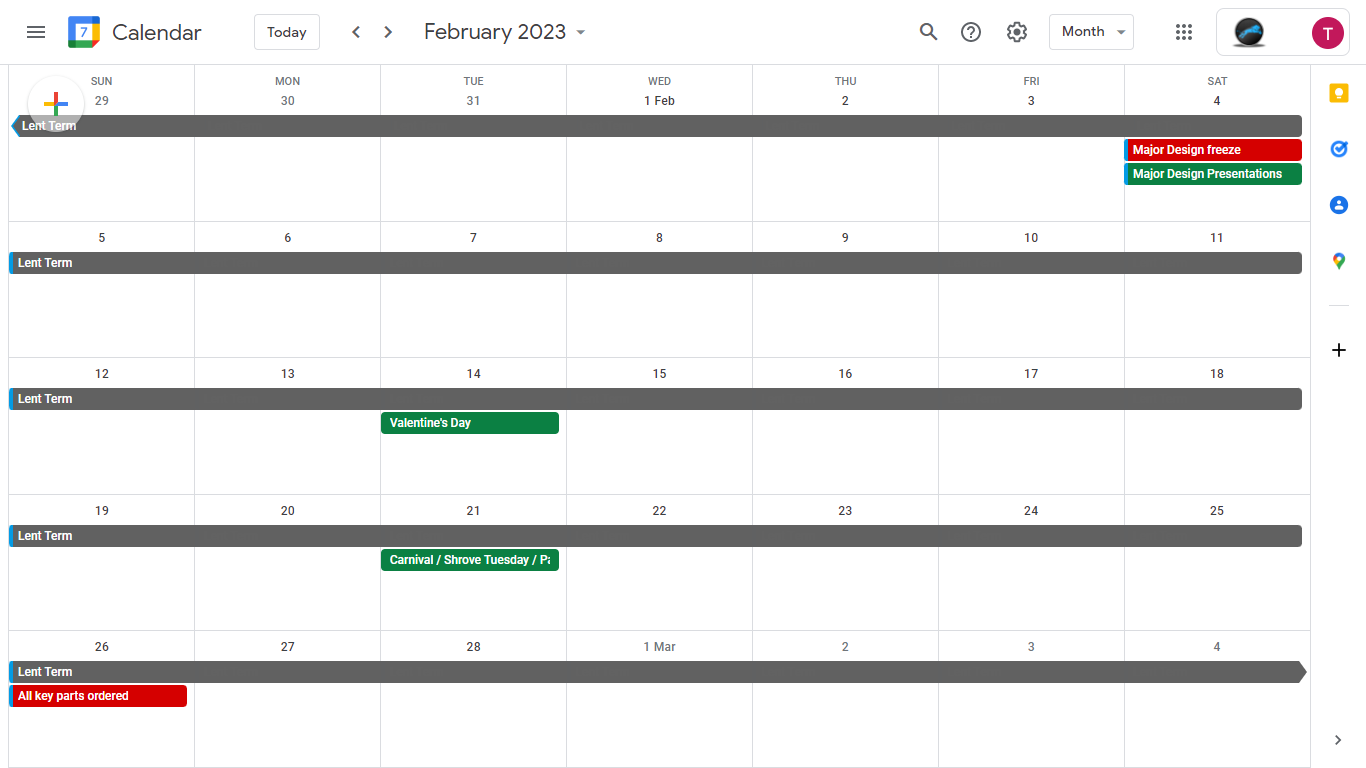 7 Calendar Today February 2023 Month T
SUN MON TUE WED THU FRI SAT
29 30 31 1 Feb 2 3 4
Lent Term
Major Design freeze
Major Design Presentations
5 6 7 8 9 10 11
Lent Term
12 13 14 15 16 17 18
Lent Term
Valentine's Day
19 20 21 22 23 24 25
Lent Term
Carnival / Shrove Tuesday / Pa
26 27 28 1 Mar 2 3 4
Lent Term
All key parts ordered